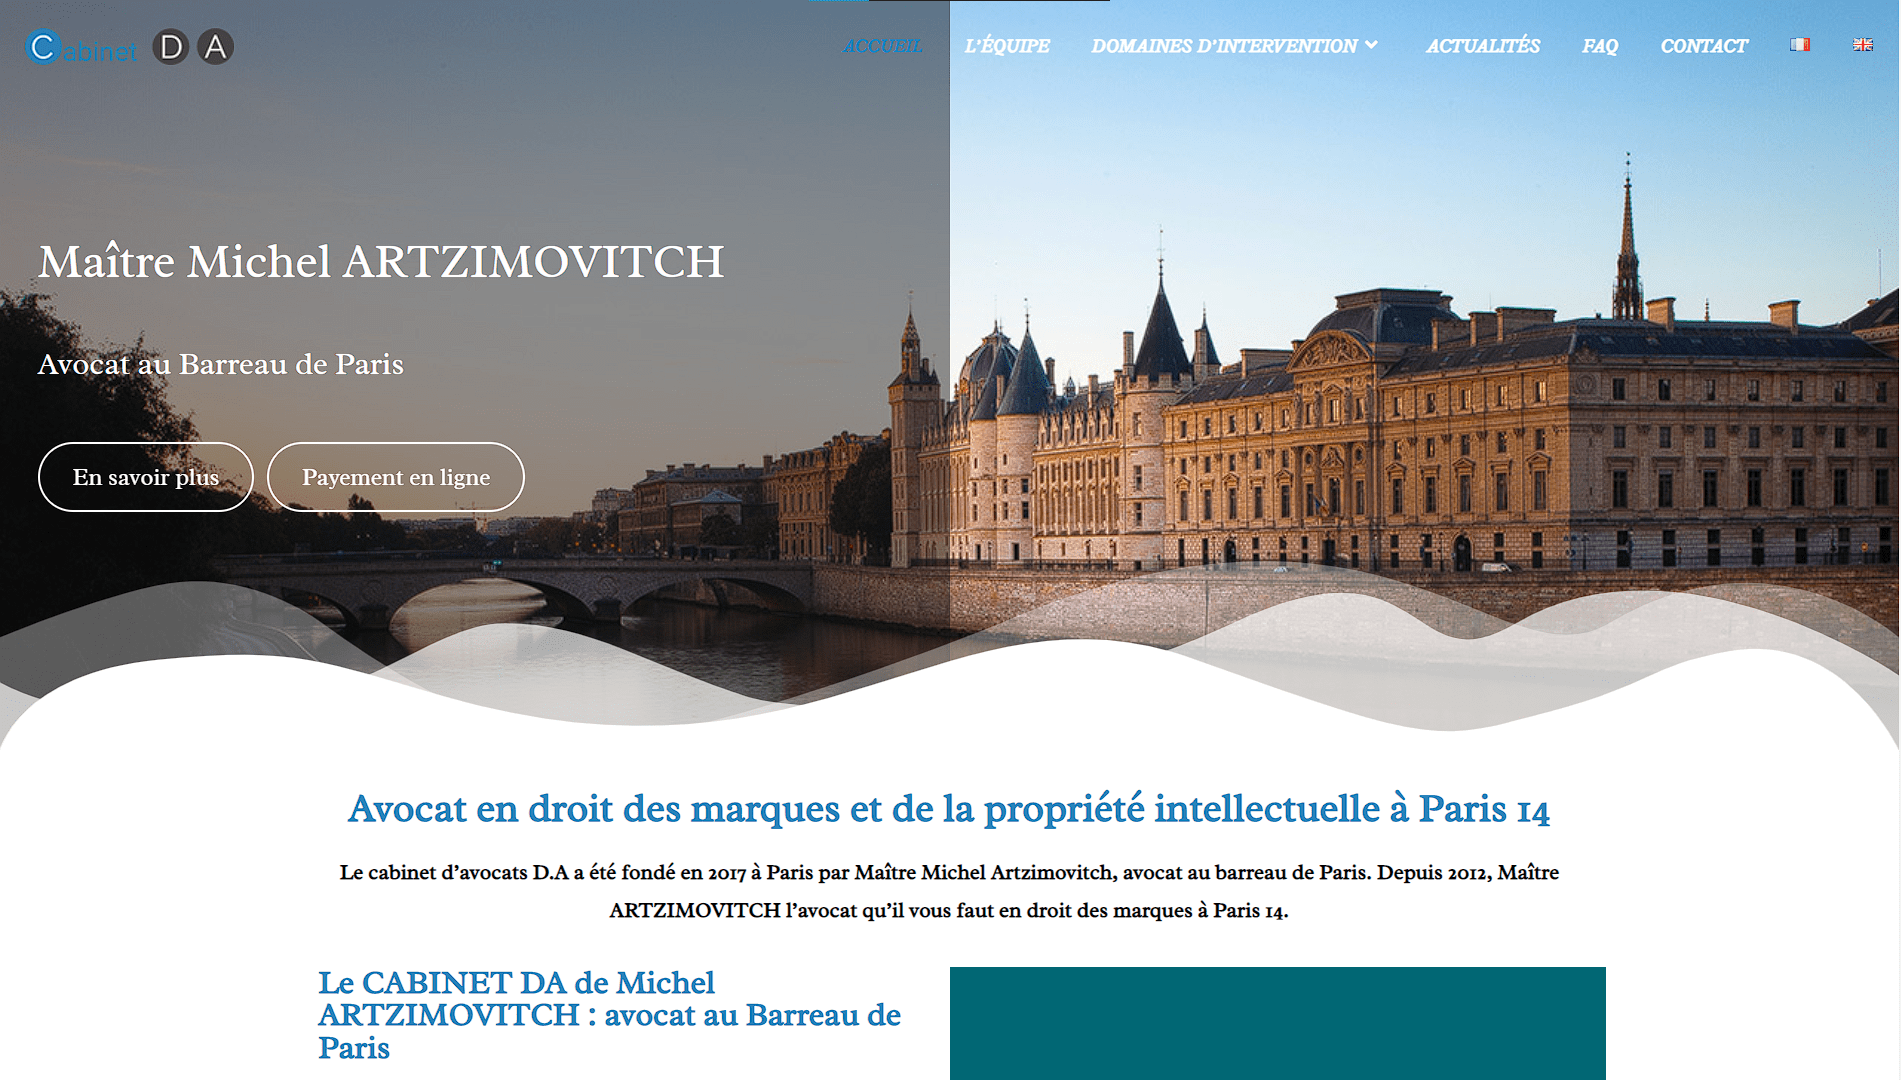 Cabinet D A
ACCUEIL
L'ÉQUIPE
DOMAINES D'INTERVENTION
ACTUALITÉS
FAQ
CONTACT
Maître Michel ARTZIMOVITCH
Avocat au Barreau de Paris
En savoir plus
Payement en ligne
Avocat en droit des marques et de la propriété intellectuelle à Paris 14
Le cabinet d'avocats D.A a été fondé en 2017 à Paris par Maître Michel Artzimovitch, avocat au barreau de Paris. Depuis 2012, Maître
ARTZIMOVITCH l'avocat qu'il vous faut en droit des marques à Paris 14.
Le CABINET DA de Michel
ARTZIMOVITCH : avocat au Barreau de
Paris